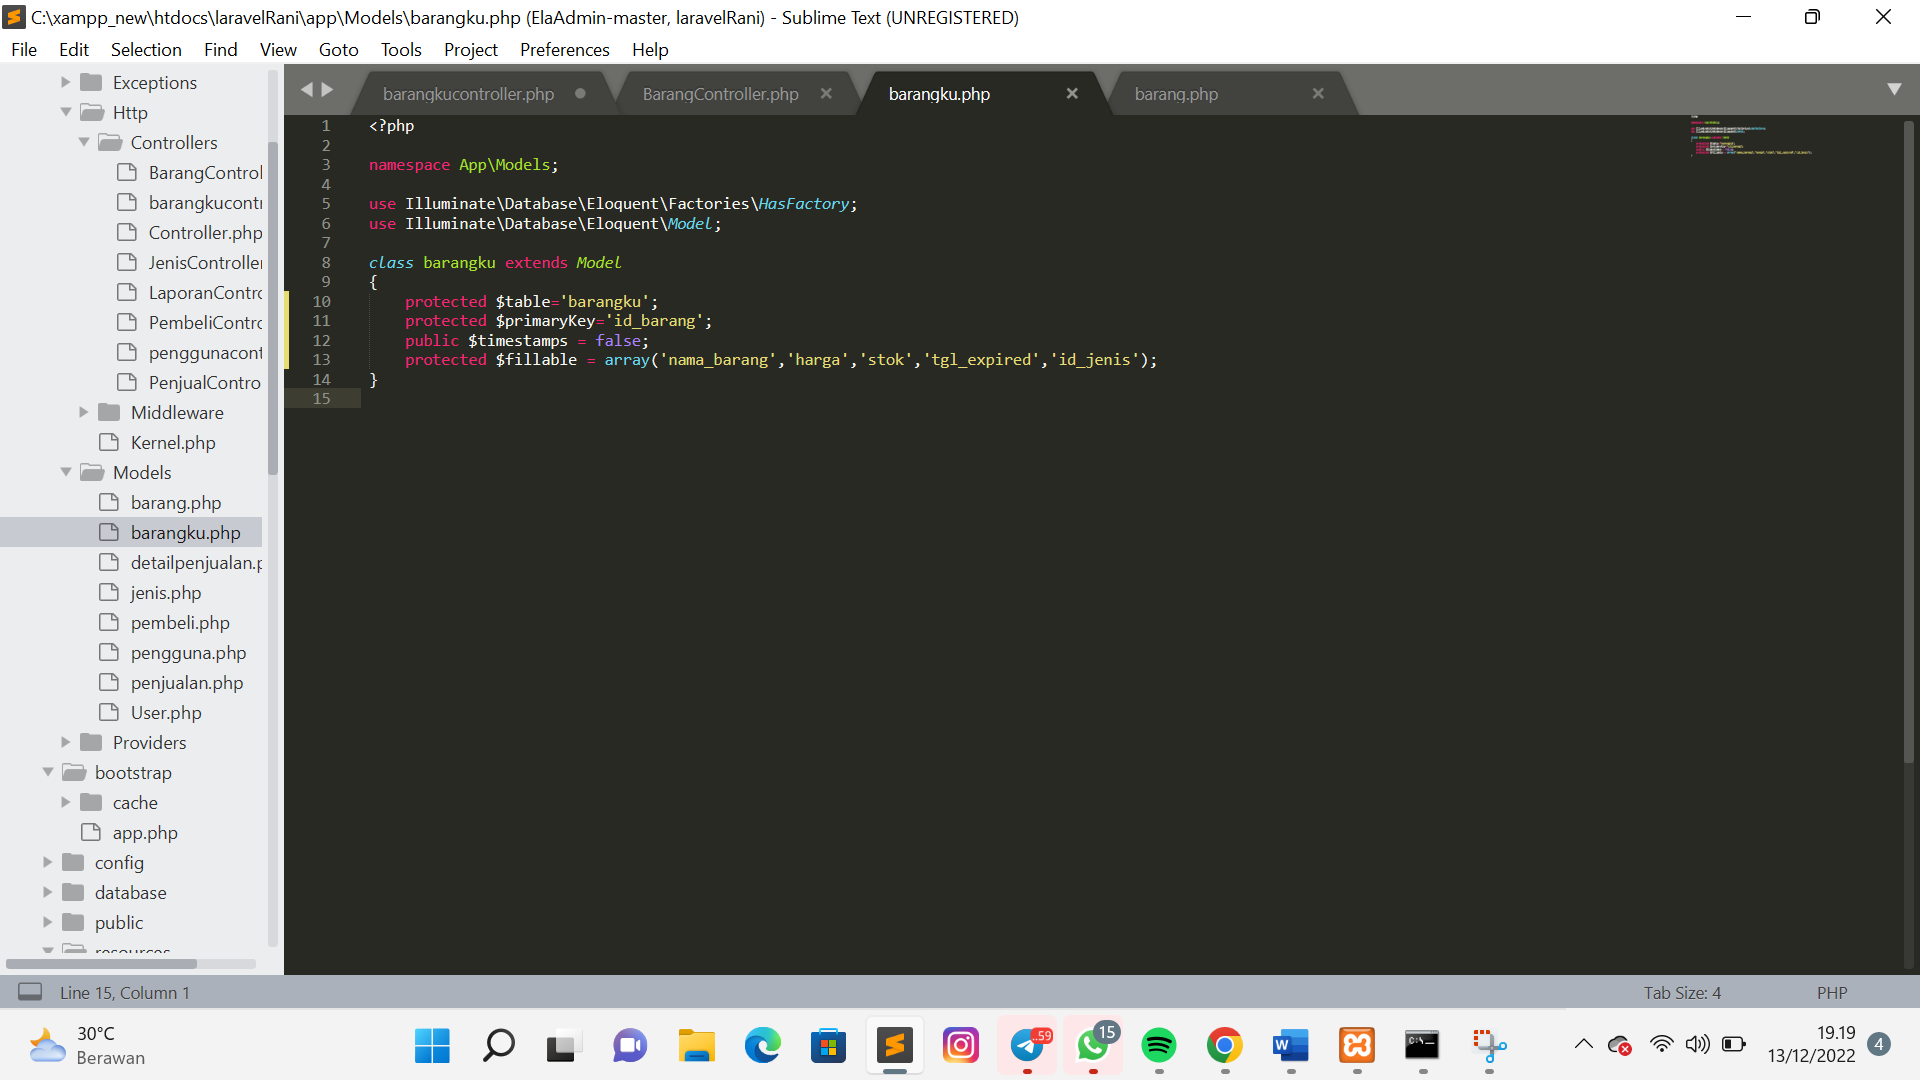 C:\xampp_new\htdocs\laravelRani\app\Models\barangku.php (ElaAdmin-master, laravelRani) - Sublime Text (UNREGISTERED)
File Edit Selection Find View Goto Tools Project Preferences Help
Exceptions
Http
Controllers
BarangControl
barangkucontr
Controller.php
JenisController
LaporanContro
PembeliContro
penggunacont
PenjualContro
Middleware
Kernel.php
Models
barang.php
barangku.php
detailpenjualan.p
jenis.php
pembeli.php
pengguna.php
penjualan.php
User.php
Providers
bootstrap
cache
app.php
config
database
public
resources
barangkucontroller.php BarangController.php barangku.php barang.php
1 <?php
2
3 namespace App\Models;
4
5 use Illuminate\Database\Eloquent\Factories\HasFactory;
6 use Illuminate\Database\Eloquent\Model;
7
8 class barangku extends Model
9 {
10 protected $table='barangku';
11 protected $primaryKey='id_barang';
12 public $timestamps = false;
13 protected $fillable = array('nama_barang','harga','stok','tgl_expired','id_jenis');
14 }
15
Line 15, Column 1 Tab Size: 4 PHP
30°C
Berawan
..59
15
19.19
13/12/2022
4